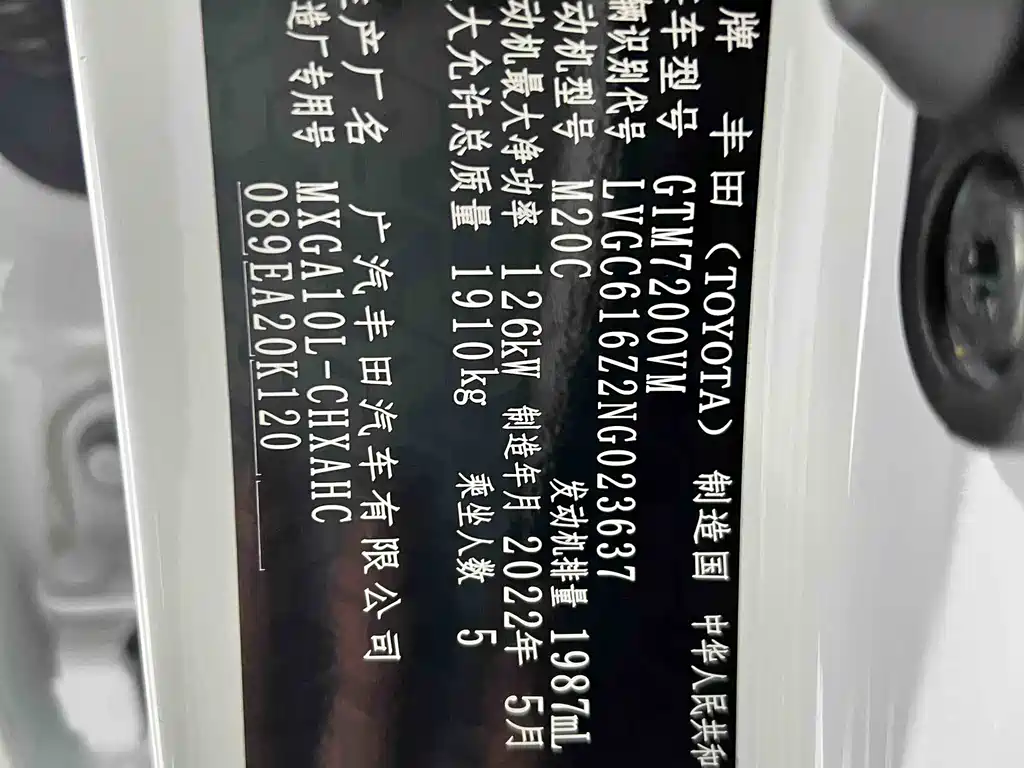 牌 丰田(TOYOTA) 制造国 中华人民共和
车型号 GTM7200VM
辆识别代号 LVGC616Z2NG023637
动机型号 M20C 发动机排量 1987mL
动机最大净功率 126kW 制造年月 2022年 5月
大允许总质量 1910kg 乘坐人数 5
产厂名 广汽丰田汽车有限公司
造厂专用号 MXGA10L-CHXAHC
089EA20K120